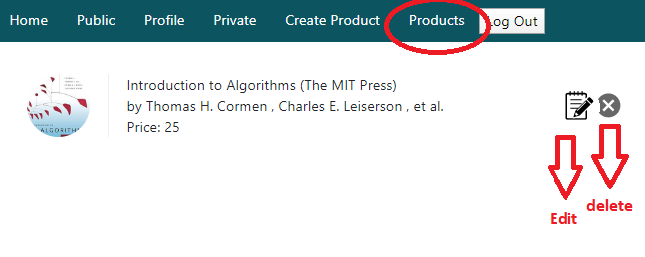 Home Public Profile Private Create Product Products Log Out
Introduction to Algorithms (The MIT Press)
by Thomas H. Cormen , Charles E. Leiserson , et al.
Price: 25
ALGORITH
Edit
delete